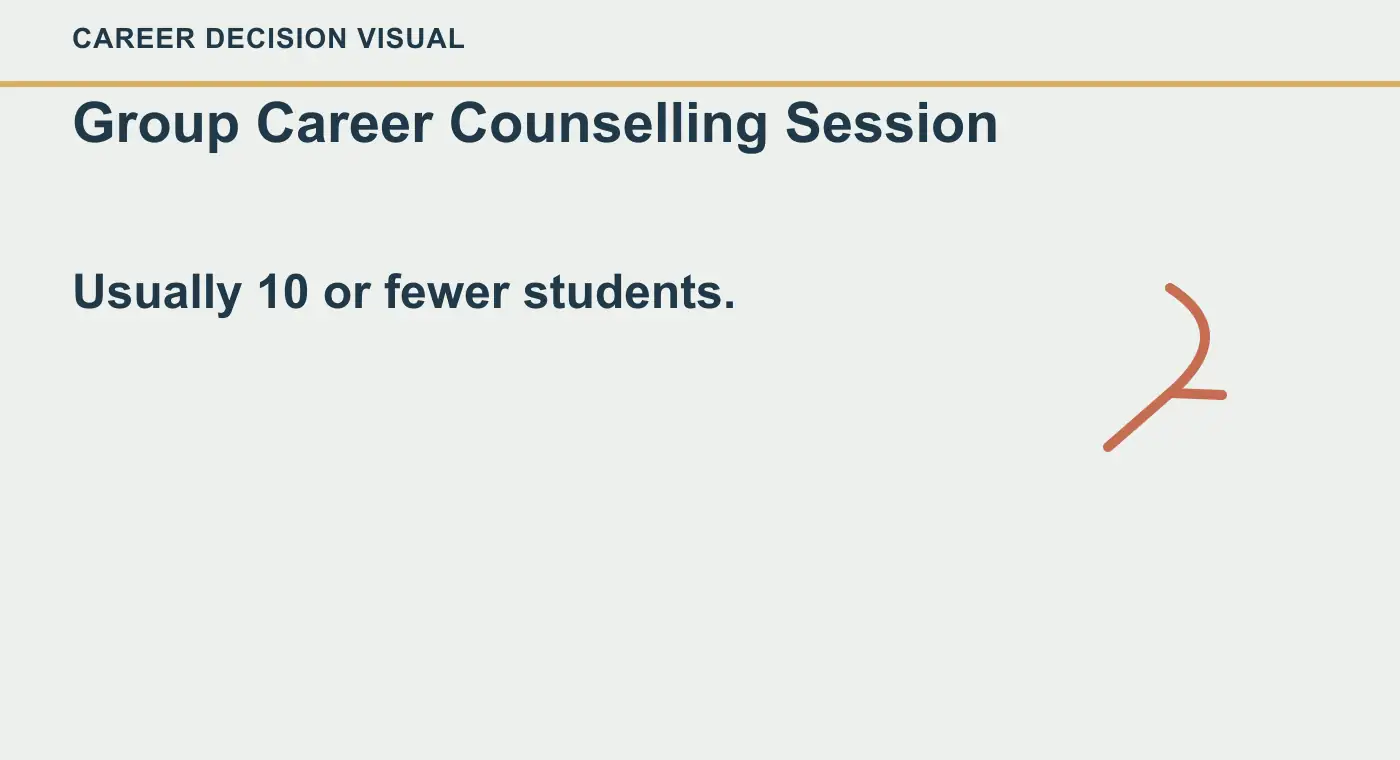 CAREER DECISION VISUAL
Group Career Counselling Session
Usually 10 or fewer students.